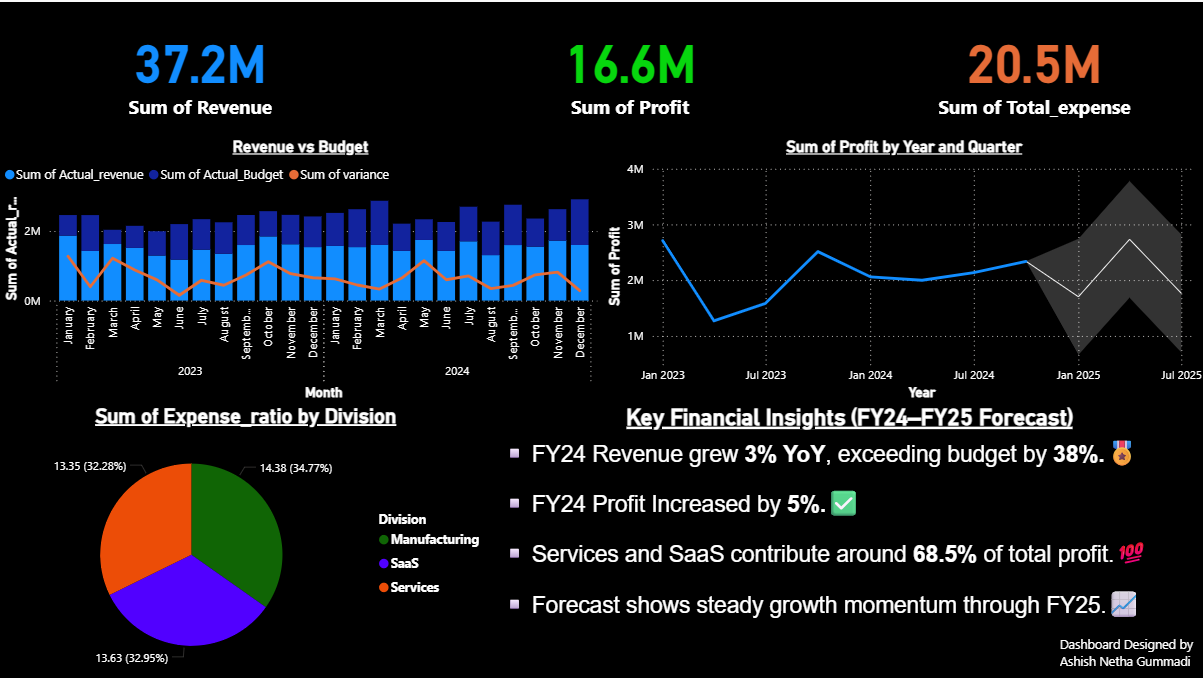 37.2M
Sum of Revenue
16.6M
Sum of Profit
20.5M
Sum of Total_expense
Revenue vs Budget
Sum of Actual_revenue Sum of Actual_Budget Sum of variance
Sum of Actual_r...
2M
0M
January
February
March
April
May
June
July
August
Septemb...
October
November
December
January
February
March
April
May
June
July
August
Septemb...
October
November
December
2023
2024
Month
Sum of Profit by Year and Quarter
Sum of Profit
4M
3M
2M
1M
Jan 2023
Jul 2023
Jan 2024
Jul 2024
Jan 2025
Jul 2025
Year
Sum of Expense_ratio by Division
13.35 (32.28%)
14.38 (34.77%)
13.63 (32.95%)
Division
Manufacturing
SaaS
Services
Key Financial Insights (FY24–FY25 Forecast)
FY24 Revenue grew 3% YoY, exceeding budget by 38%. 🏅
FY24 Profit Increased by 5%. ✅
Services and SaaS contribute around 68.5% of total profit. 💯
Forecast shows steady growth momentum through FY25. 📈
Dashboard Designed by
Ashish Netha Gummadi